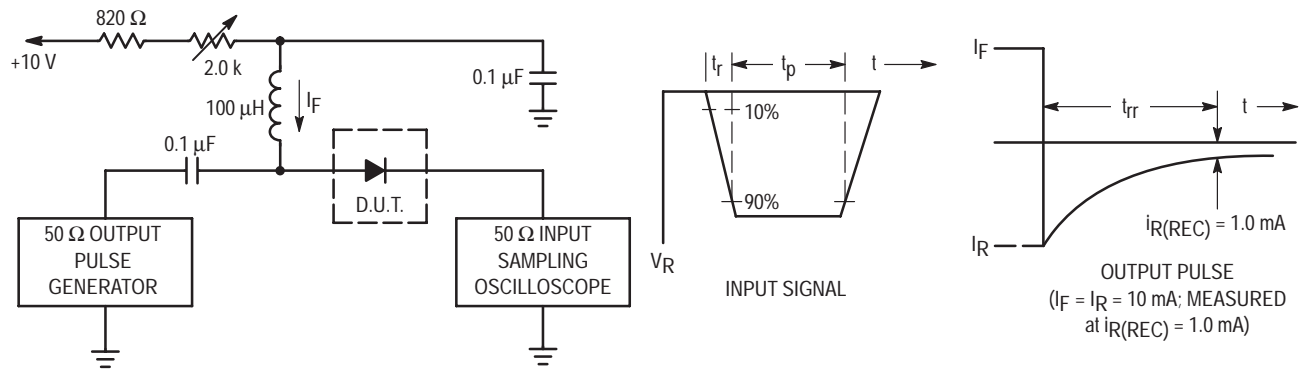 820 Ω
+10 V
2.0 k
100 µH
IF
0.1 µF
0.1 µF
D.U.T.
50 Ω OUTPUT
PULSE
GENERATOR
50 Ω INPUT
SAMPLING
OSCILLOSCOPE
tr
tp
t
10%
90%
VR
INPUT SIGNAL
IF
trr
t
IR
iR(REC) = 1.0 mA
OUTPUT PULSE
(IF = IR = 10 mA; MEASURED
at iR(REC) = 1.0 mA)